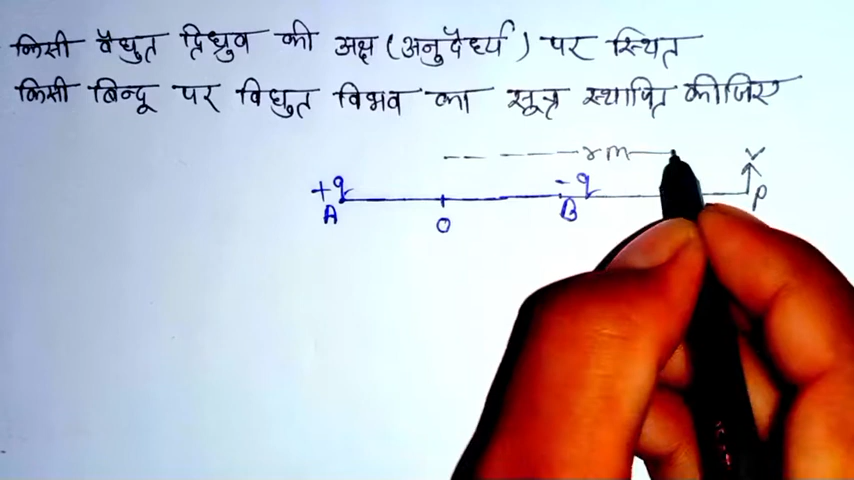 किसी वैधुत द्विध्रुव की अक्ष (अनुदैर्ध्य) पर स्थित
किसी बिन्दू पर विधुत विभव का सूत्र स्थापित कीजिए
r m
+q -q V
A O B P